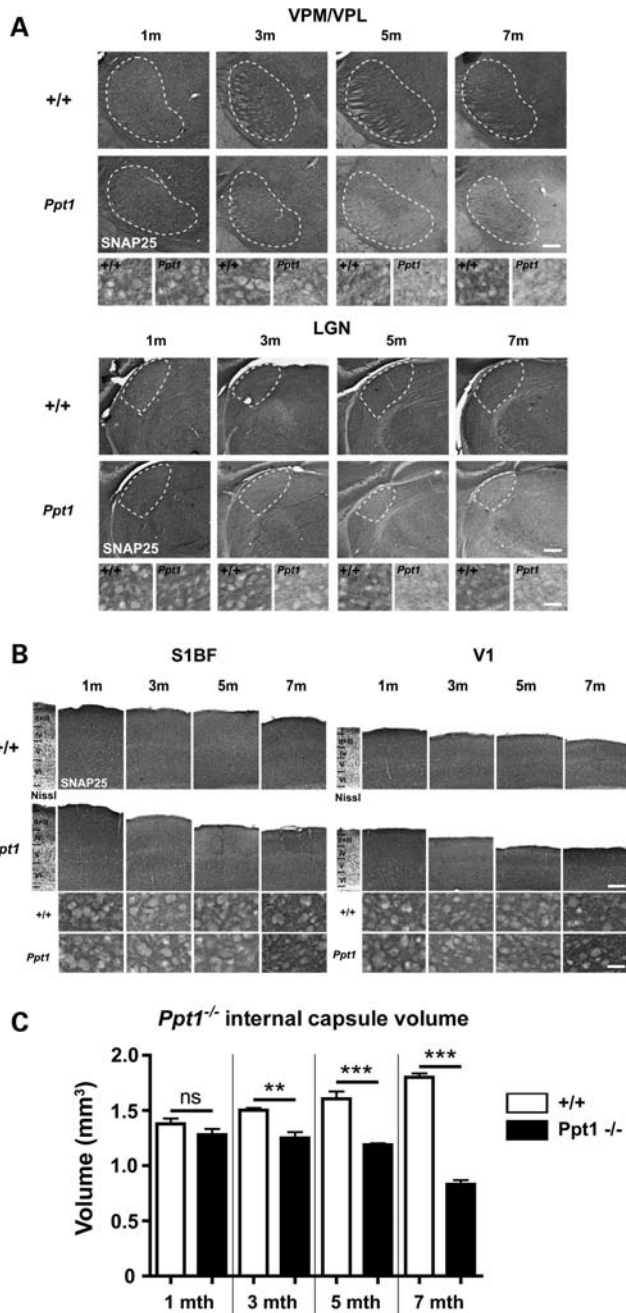 A
VPM/VPL
1m 3m 5m 7m
+/+
Ppt1
SNAP25
+/+ Ppt1 +/+ Ppt1 +/+ Ppt1 +/+ Ppt1
LGN
1m 3m 5m 7m
+/+
Ppt1
SNAP25
+/+ Ppt1 +/+ Ppt1 +/+ Ppt1 +/+ Ppt1
B
S1BF V1
1m 3m 5m 7m 1m 3m 5m 7m
+/+
SNAP25
Nissl Nissl
pt1
+/+ +/+
Ppt1 Ppt1
C
Ppt1-/- internal capsule volume
Volume (mm³)
2.0
1.5
1.0
0.5
0
ns ** *** ***
+/+
Ppt1 -/-
1 mth 3 mth 5 mth 7 mth